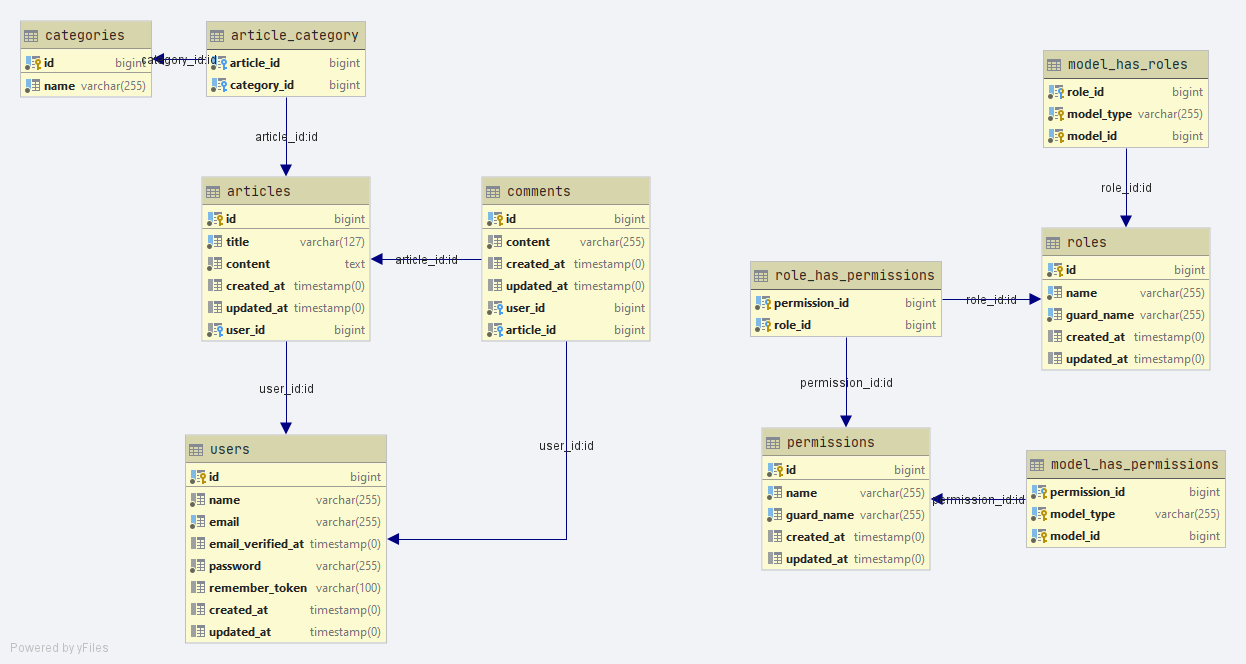 categories
id bigint
name varchar(255)
category_id:id
article_category
article_id bigint
category_id bigint
article_id:id
articles
id bigint
title varchar(127)
content text
created_at timestamp(0)
updated_at timestamp(0)
user_id bigint
article_id:id
comments
id bigint
content varchar(255)
created_at timestamp(0)
updated_at timestamp(0)
user_id bigint
article_id bigint
user_id:id
user_id:id
users
id bigint
name varchar(255)
email varchar(255)
email_verified_at timestamp(0)
password varchar(255)
remember_token varchar(100)
created_at timestamp(0)
updated_at timestamp(0)
model_has_roles
role_id bigint
model_type varchar(255)
model_id bigint
role_id:id
roles
id bigint
name varchar(255)
guard_name varchar(255)
created_at timestamp(0)
updated_at timestamp(0)
role_has_permissions
permission_id bigint
role_id bigint
role_id:id
permission_id:id
permissions
id bigint
name varchar(255)
guard_name varchar(255)
created_at timestamp(0)
updated_at timestamp(0)
permission_id:id
model_has_permissions
permission_id bigint
model_type varchar(255)
model_id bigint
Powered by yFiles